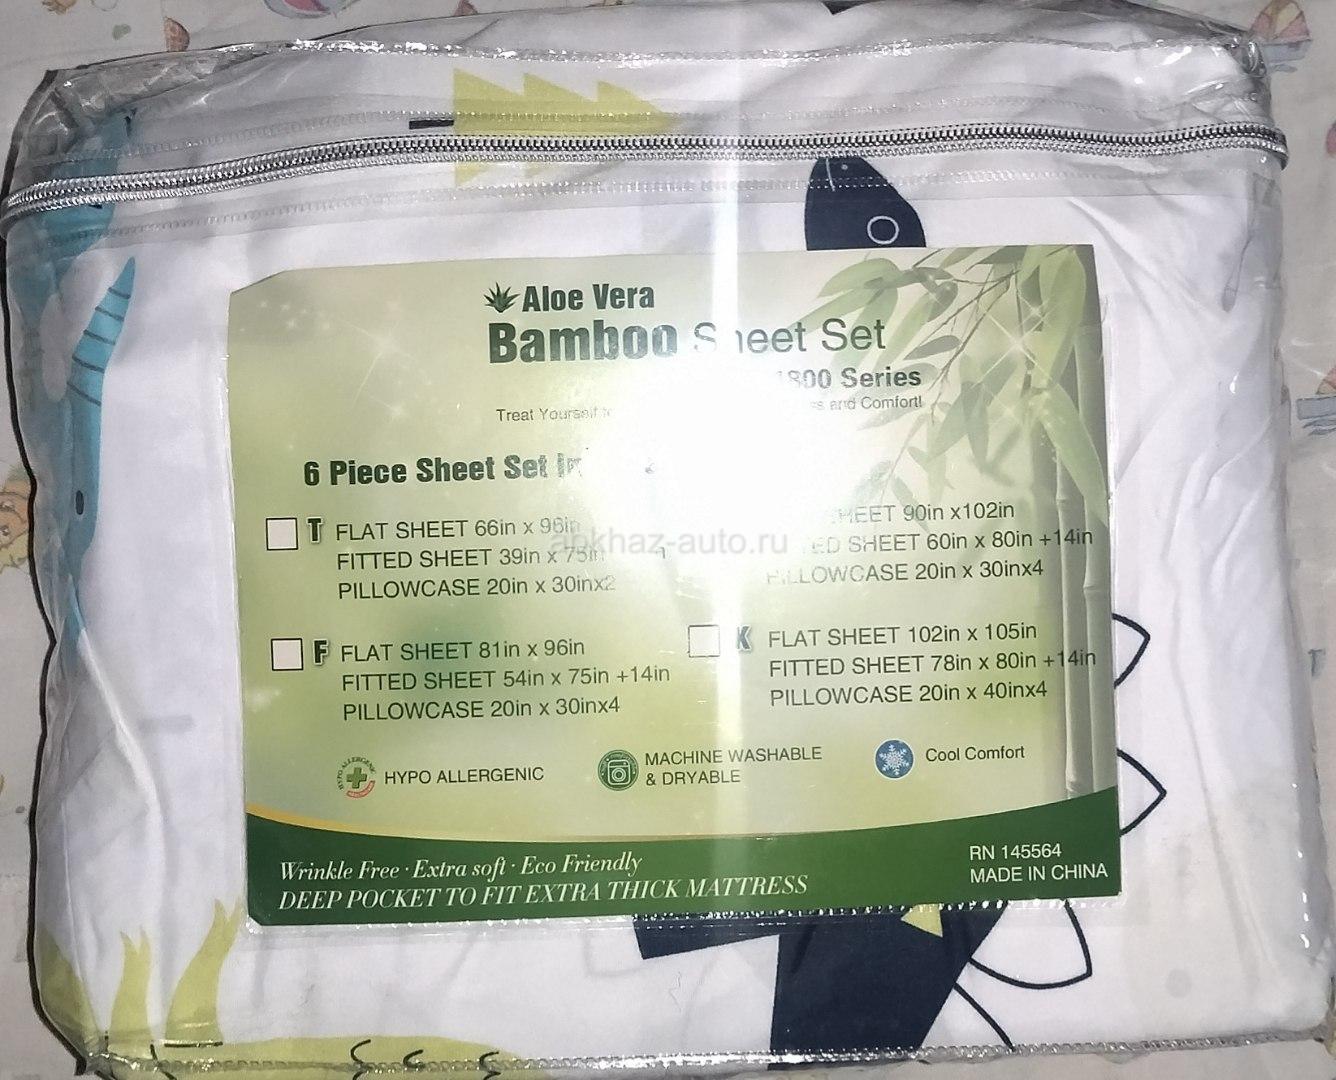 Aloe Vera
Bamboo Sheet Set
1800 Series
Treat Yourself to
and Comfort!
6 Piece Sheet Set
T FLAT SHEET 66in x 96in
FITTED SHEET 39in x 75in
PILLOWCASE 20in x 30inx2
SHEET 90in x102in
SHEET 60in x 80in +14in
PILLOWCASE 20in x 30inx4
F FLAT SHEET 81in x 96in
FITTED SHEET 54in x 75in +14in
PILLOWCASE 20in x 30inx4
K FLAT SHEET 102in x 105in
FITTED SHEET 78in x 80in +14in
PILLOWCASE 20in x 40inx4
HYPO ALLERGENIC
HYPO ALLERGENIC
MACHINE WASHABLE
& DRYABLE
Cool Comfort
Wrinkle Free · Extra soft · Eco Friendly
DEEP POCKET TO FIT EXTRA THICK MATTRESS
RN 145564
MADE IN CHINA
apkhaz-auto.ru